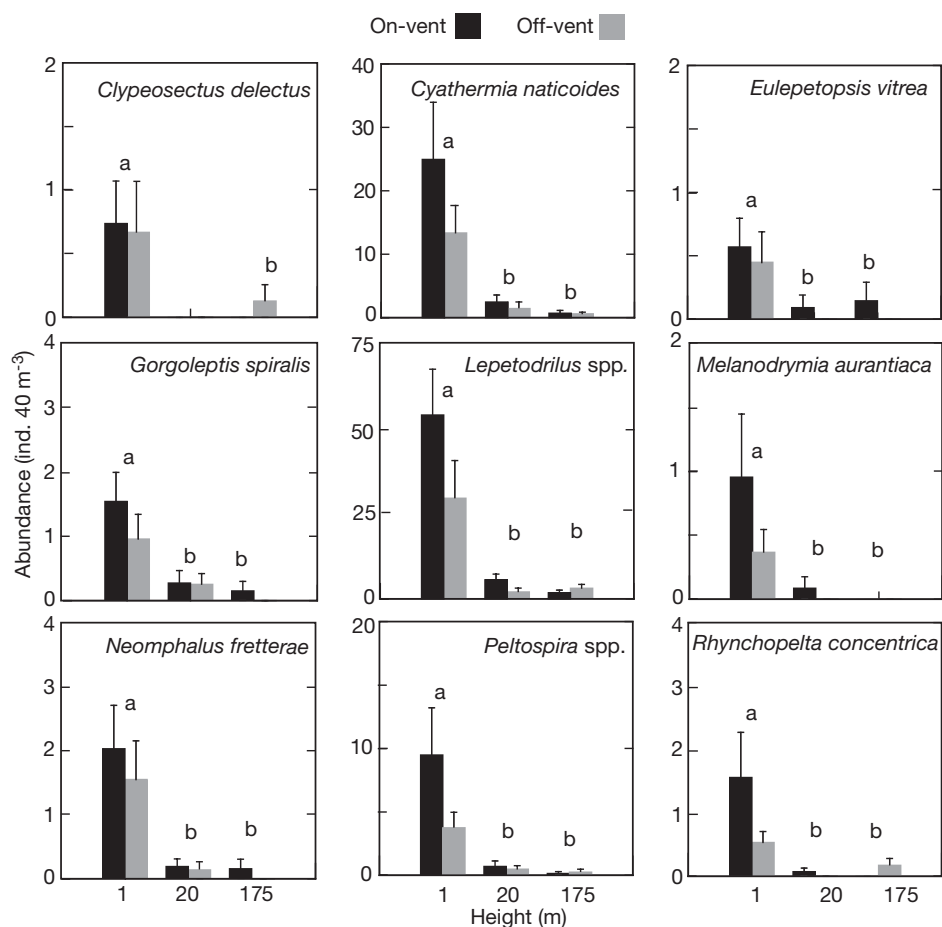 On-vent Off-vent
Clypeosectus delectus
Cyathermia naticoides
Eulepetopsis vitrea
2
1
0
a
b
40
30
20
10
0
a
b
b
2
1
0
a
b
b
Gorgoleptis spiralis
Lepetodrilus spp.
Melanodrymia aurantiaca
4
3
2
1
0
a
b
b
75
50
25
0
a
b
b
2
1
0
a
b
b
Neomphalus fretterae
Peltospira spp.
Rhynchopelta concentrica
4
3
2
1
0
a
b
b
20
10
0
a
b
b
4
3
2
1
0
a
b
b
1 20 175
1 20 175
1 20 175
Abundance (ind. 40 m⁻³)
Height (m)